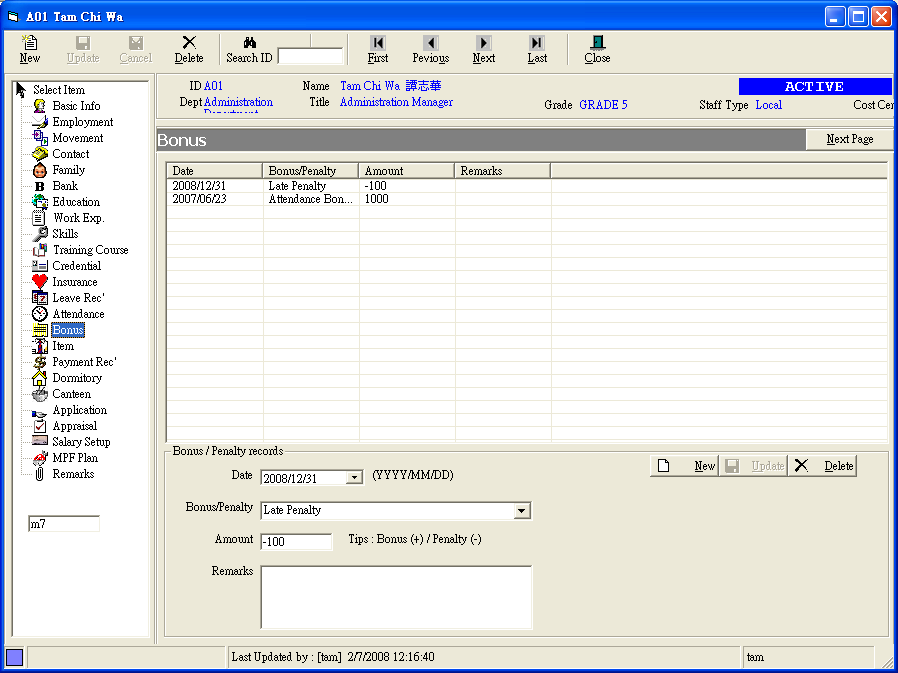 A01 Tam Chi Wa
New Update Cancel Delete Search ID First Previous Next Last Close
Select Item
Basic Info
Employment
Movement
Contact
Family
Bank
Education
Work Exp.
Skills
Training Course
Credential
Insurance
Leave Rec'
Attendance
Bonus
Item
Payment Rec'
Dormitory
Canteen
Application
Appraisal
Salary Setup
MPF Plan
Remarks
m7
ID A01 Name Tam Chi Wa 譚志華 ACTIVE
Dept Administration Department Title Administration Manager Grade GRADE 5 Staff Type Local Cost Cen
Bonus Next Page
Date Bonus/Penalty Amount Remarks
2008/12/31 Late Penalty -100
2007/06/23 Attendance Bon... 1000
Bonus / Penalty records
New Update Delete
Date 2008/12/31 (YYYY/MM/DD)
Bonus/Penalty Late Penalty
Amount -100 Tips : Bonus (+) / Penalty (-)
Remarks
Last Updated by : [tam] 2/7/2008 12:16:40 tam